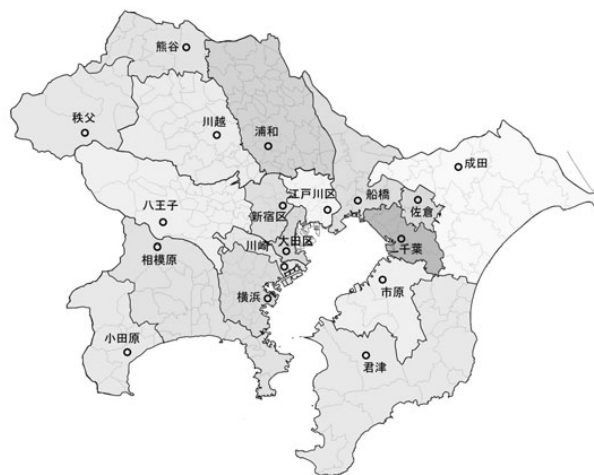 熊谷
秩父
川越
浦和
成田
八王子
江戸川区
船橋
佐倉
新宿区
川崎
大田区
千葉
相模原
市原
横浜
小田原
君津